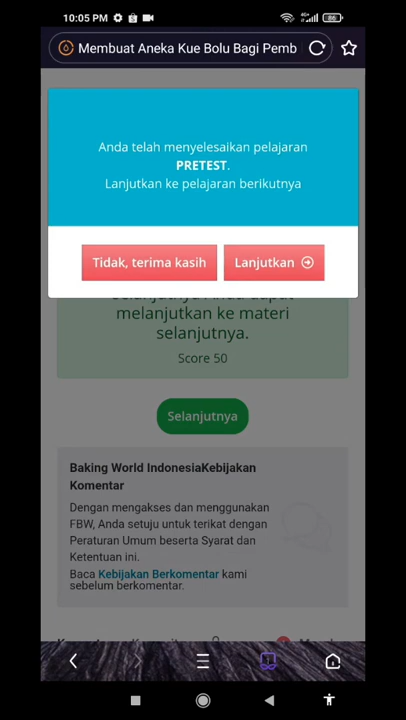 10:05 PM
86
Membuat Aneka Kue Bolu Bagi Pemb
Anda telah menyelesaikan pelajaran
PRETEST.
Lanjutkan ke pelajaran berikutnya
Tidak, terima kasih
Lanjutkan
melanjutkan ke materi
selanjutnya.
Score 50
Selanjutnya
Baking World IndonesiaKebijakan
Komentar
Dengan mengakses dan menggunakan
FBW, Anda setuju untuk terikat dengan
Peraturan Umum beserta Syarat dan
Ketentuan ini.
Baca Kebijakan Berkomentar kami
sebelum berkomentar.